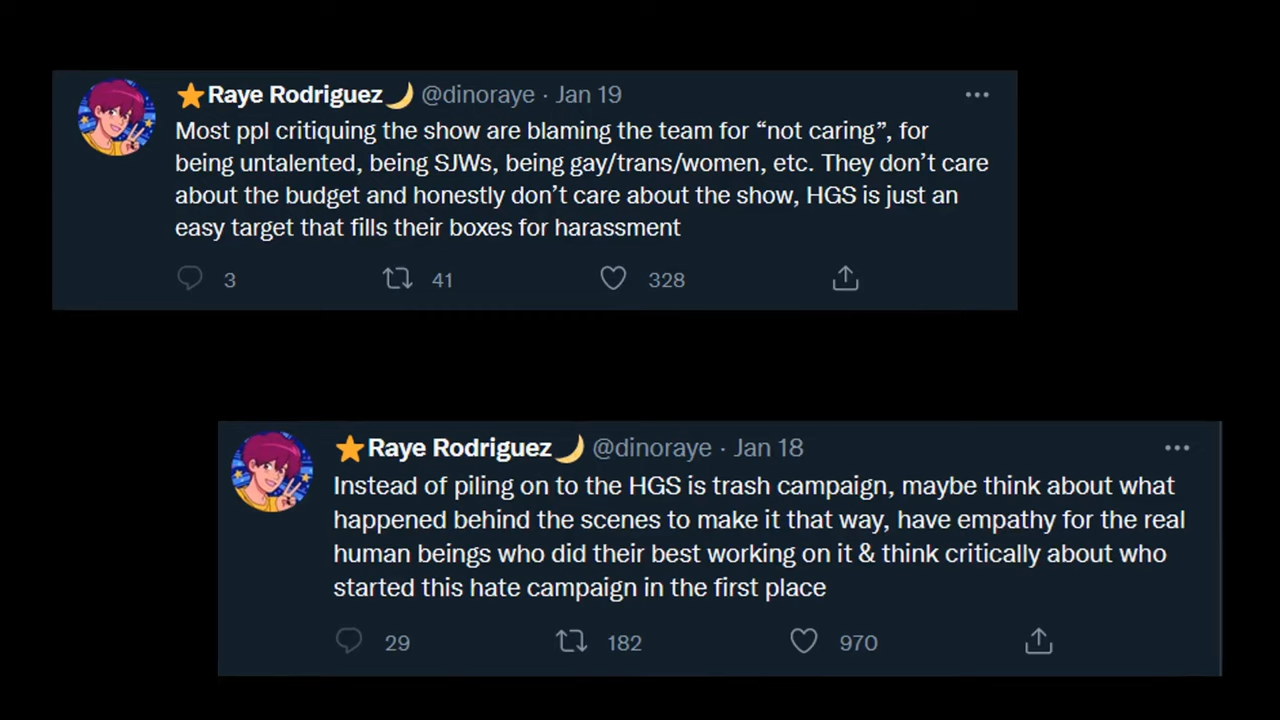 ⭐Raye Rodriguez🌙 @dinoraye · Jan 19
Most ppl critiquing the show are blaming the team for “not caring”, for
being untalented, being SJWs, being gay/trans/women, etc. They don’t care
about the budget and honestly don’t care about the show, HGS is just an
easy target that fills their boxes for harassment
3 41 328
⭐Raye Rodriguez🌙 @dinoraye · Jan 18
Instead of piling on to the HGS is trash campaign, maybe think about what
happened behind the scenes to make it that way, have empathy for the real
human beings who did their best working on it & think critically about who
started this hate campaign in the first place
29 182 970